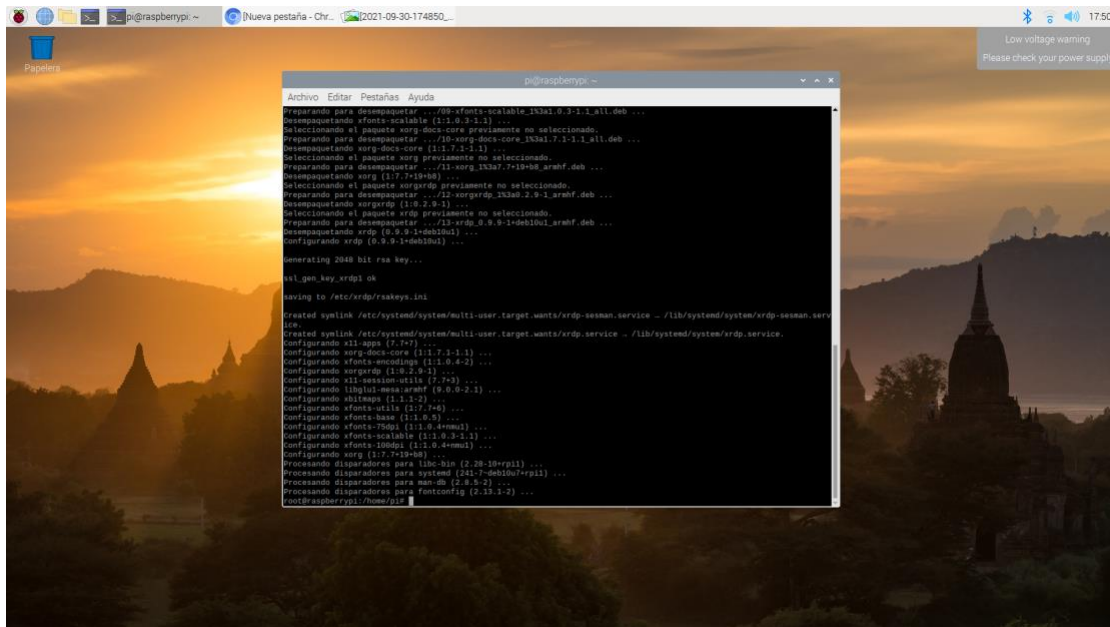 pi@raspberrypi: ~
[Nueva pestaña - Chr...
[2021-09-30-174850_...
17:50
Low voltage warning
Please check your power supply
Papelera
pi@raspberrypi: ~
Archivo Editar Pestañas Ayuda
Preparando para desempaquetar .../09-xfonts-scalable_1%3a1.0.3-1.1_all.deb ...
Desempaquetando xfonts-scalable (1:1.0.3-1.1) ...
Seleccionando el paquete xorg-docs-core previamente no seleccionado.
Preparando para desempaquetar .../10-xorg-docs-core_1%3a1.7.1-1.1_all.deb ...
Desempaquetando xorg-docs-core (1:1.7.1-1.1) ...
Seleccionando el paquete xorg previamente no seleccionado.
Preparando para desempaquetar .../11-xorg_1%3a7.7+19+b8_armhf.deb ...
Desempaquetando xorg (1:7.7+19+b8) ...
Seleccionando el paquete xorgxrdp previamente no seleccionado.
Preparando para desempaquetar .../12-xorgxrdp_1%3a0.2.9-1_armhf.deb ...
Desempaquetando xorgxrdp (1:0.2.9-1) ...
Seleccionando el paquete xrdp previamente no seleccionado.
Preparando para desempaquetar .../13-xrdp_0.9.9-1+deb10u1_armhf.deb ...
Desempaquetando xrdp (0.9.9-1+deb10u1) ...
Configurando xrdp (0.9.9-1+deb10u1) ...
Generating 2048 bit rsa key...
ssl_gen_key_xrdp1 ok
saving to /etc/xrdp/rsakeys.ini
Created symlink /etc/systemd/system/multi-user.target.wants/xrdp-sesman.service → /lib/systemd/system/xrdp-sesman.serv
ice.
Created symlink /etc/systemd/system/multi-user.target.wants/xrdp.service → /lib/systemd/system/xrdp.service.
Configurando x11-apps (7.7+7) ...
Configurando xorg-docs-core (1:1.7.1-1.1) ...
Configurando xfonts-encodings (1:1.0.4-2) ...
Configurando xorgxrdp (1:0.2.9-1) ...
Configurando x11-session-utils (7.7+3) ...
Configurando libglu1-mesa:armhf (9.0.0-2.1) ...
Configurando xbitmaps (1.1.1-2) ...
Configurando xfonts-utils (1:7.7+6) ...
Configurando xfonts-base (1:1.0.5) ...
Configurando xfonts-75dpi (1:1.0.4+nmu1) ...
Configurando xfonts-scalable (1:1.0.3-1.1) ...
Configurando xfonts-100dpi (1:1.0.4+nmu1) ...
Configurando xorg (1:7.7+19+b8) ...
Procesando disparadores para libc-bin (2.28-10+rpi1) ...
Procesando disparadores para systemd (241-7~deb10u7+rpi1) ...
Procesando disparadores para man-db (2.8.5-2) ...
Procesando disparadores para fontconfig (2.13.1-2) ...
root@raspberrypi:/home/pi#